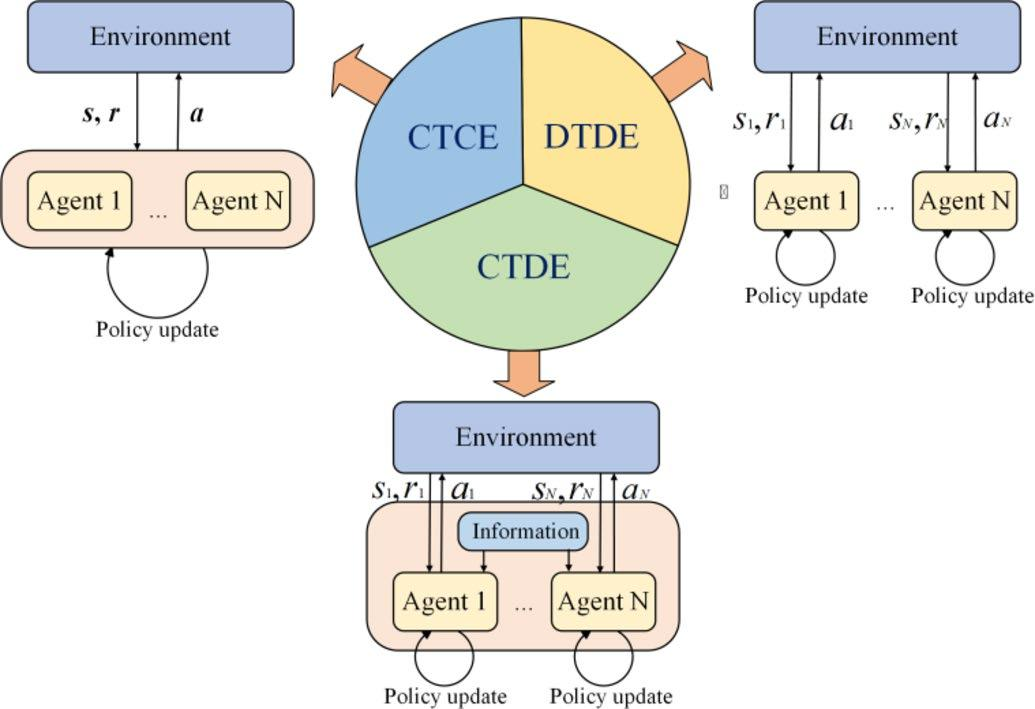 Environment
s, r
a
Agent 1
...
Agent N
Policy update
CTCE
DTDE
CTDE
Environment
s1,r1
a1
sN,rN
aN
Agent 1
...
Agent N
Policy update
Policy update
Environment
s1,r1
a1
sN,rN
aN
Information
Agent 1
...
Agent N
Policy update
Policy update